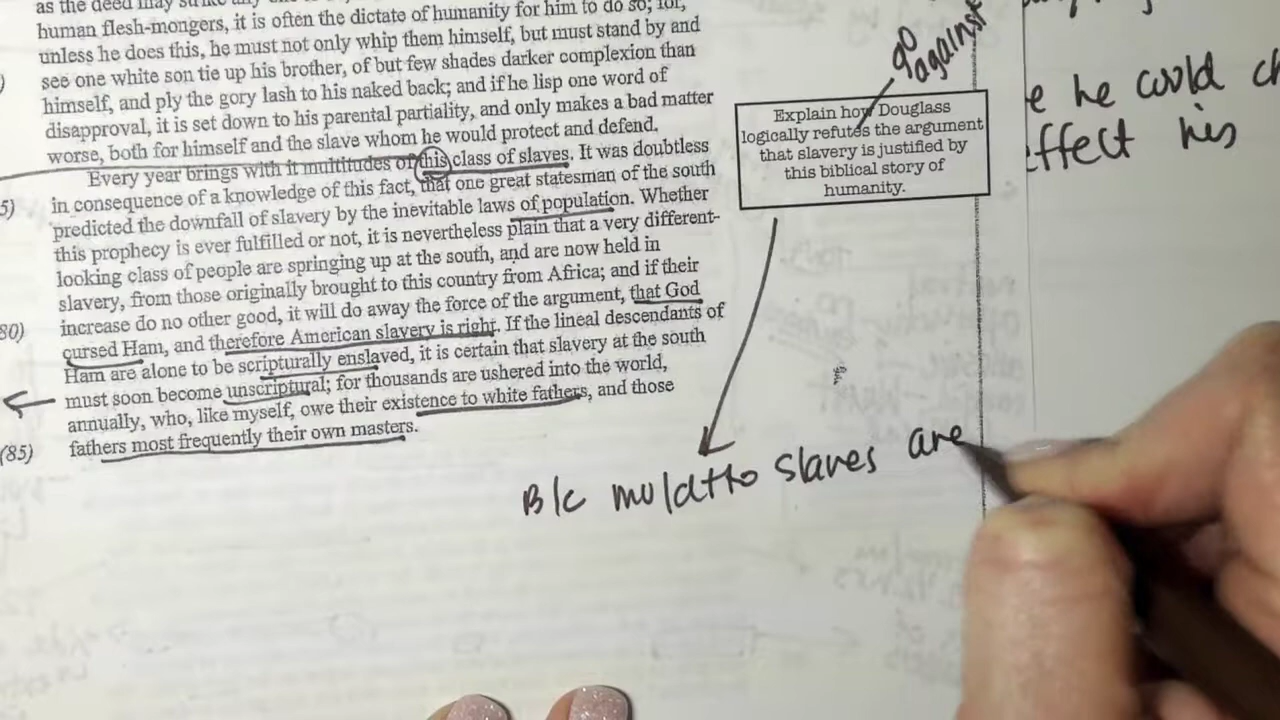 as the deed may strike any one to
human flesh-mongers, it is often the dictate of humanity for him to do so; for,
unless he does this, he must not only whip them himself, but must stand by and
see one white son tie up his brother, of but few shades darker complexion than
himself, and ply the gory lash to his naked back; and if he lisp one word of
disapproval, it is set down to his parental partiality, and only makes a bad matter
worse, both for himself and the slave whom he would protect and defend.
Every year brings with it multitudes of this class of slaves. It was doubtless
5) in consequence of a knowledge of this fact, that one great statesman of the south
predicted the downfall of slavery by the inevitable laws of population. Whether
this prophecy is ever fulfilled or not, it is nevertheless plain that a very different-
looking class of people are springing up at the south, and are now held in
slavery, from those originally brought to this country from Africa; and if their
80) increase do no other good, it will do away the force of the argument, that God
cursed Ham, and therefore American slavery is right. If the lineal descendants of
Ham are alone to be scripturally enslaved, it is certain that slavery at the south
must soon become unscriptural; for thousands are ushered into the world,
annually, who, like myself, owe their existence to white fathers, and those
(85) fathers most frequently their own masters.
go
against
Explain how Douglass
logically refutes the argument
that slavery is justified by
this biblical story of
humanity.
e he could ch
effect his
B/c mulatto slaves are